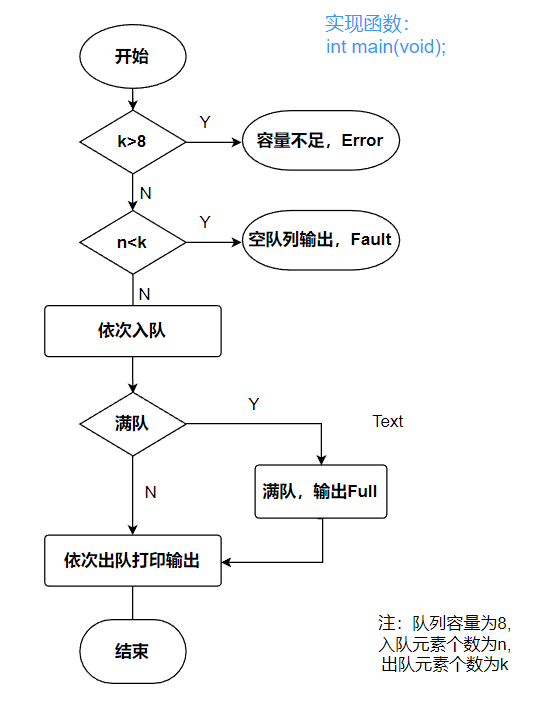 实现函数:
int main(void);
开始
k>8
Y
容量不足，Error
N
n<k
Y
空队列输出，Fault
N
依次入队
满队
Y
Text
满队，输出Full
N
依次出队打印输出
结束
注：队列容量为8,
入队元素个数为n,
出队元素个数为k